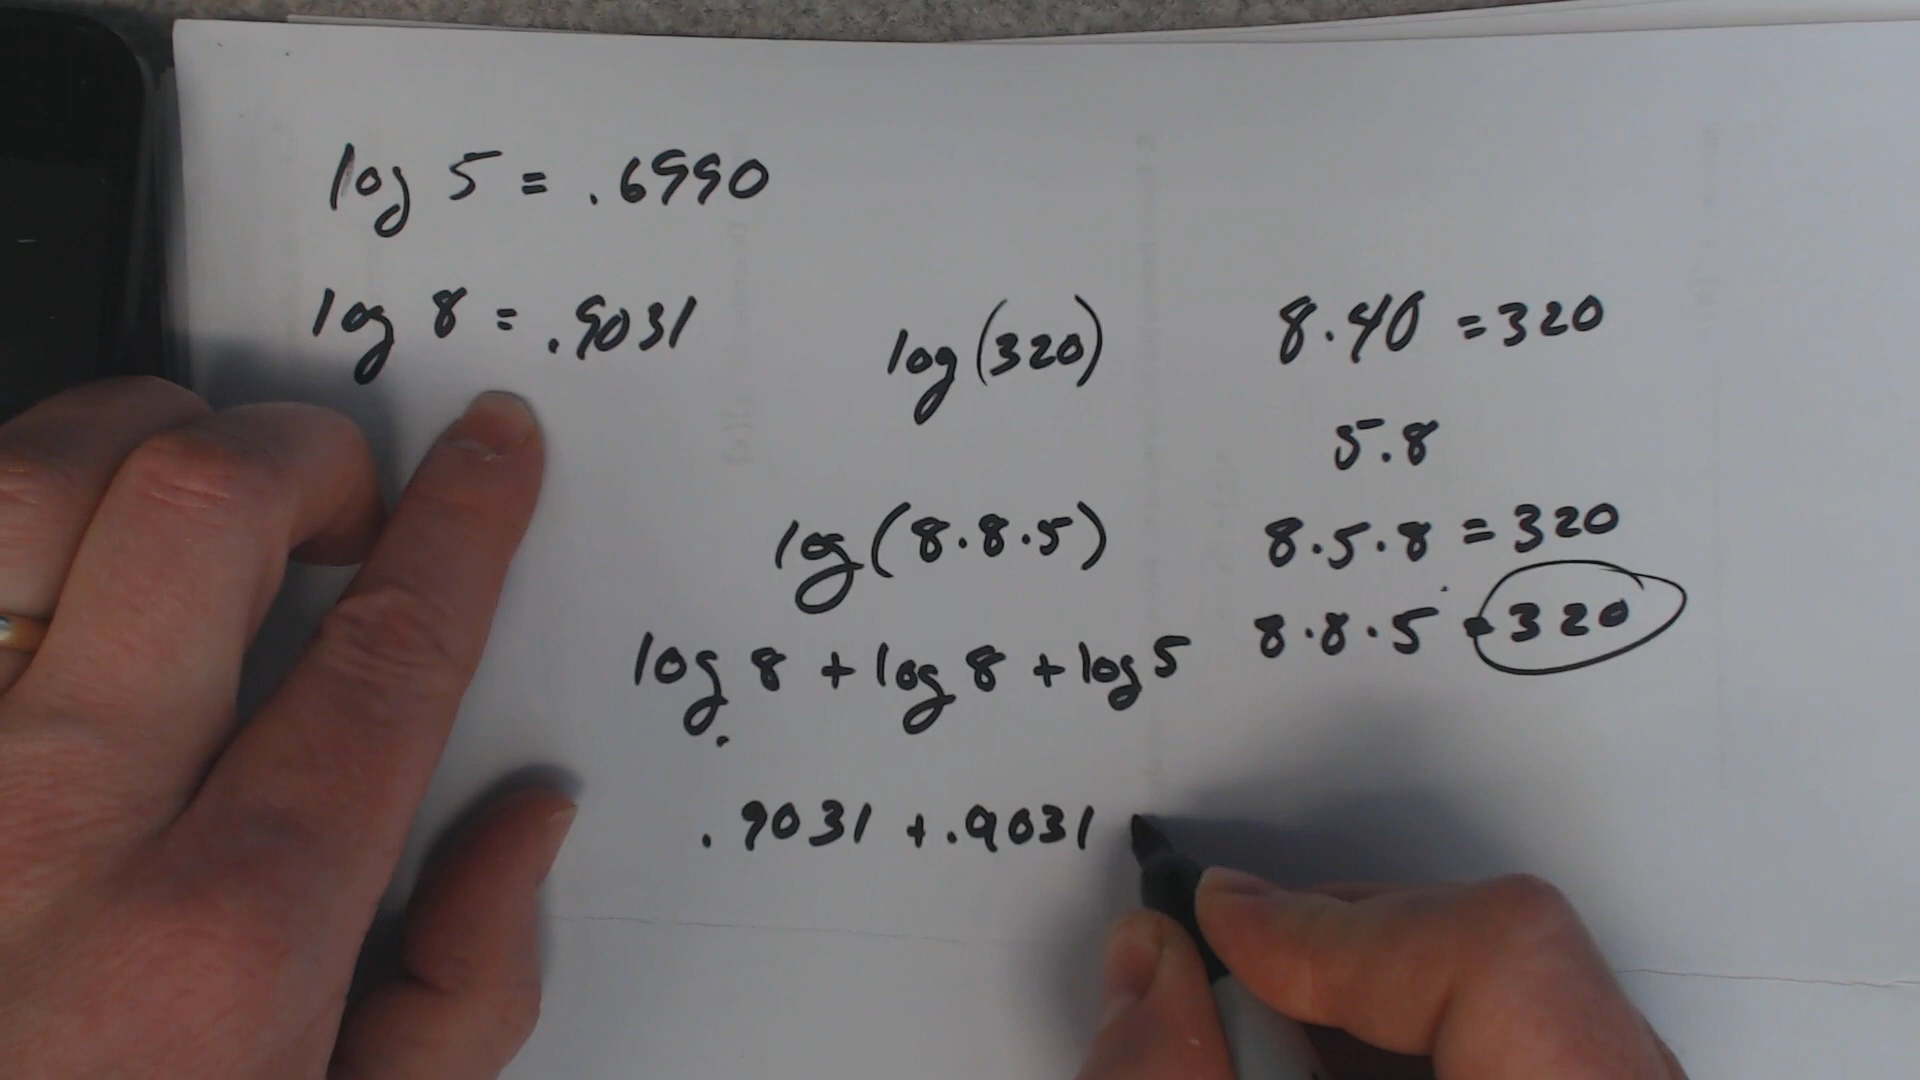 log 5 = .6990
log 8 = .9031
log(320)
8.40 = 320
5.8
log(8.8.5)
8.5.8 = 320
8.8.5 = 320
log 8 + log 8 + log 5
.9031 + .9031